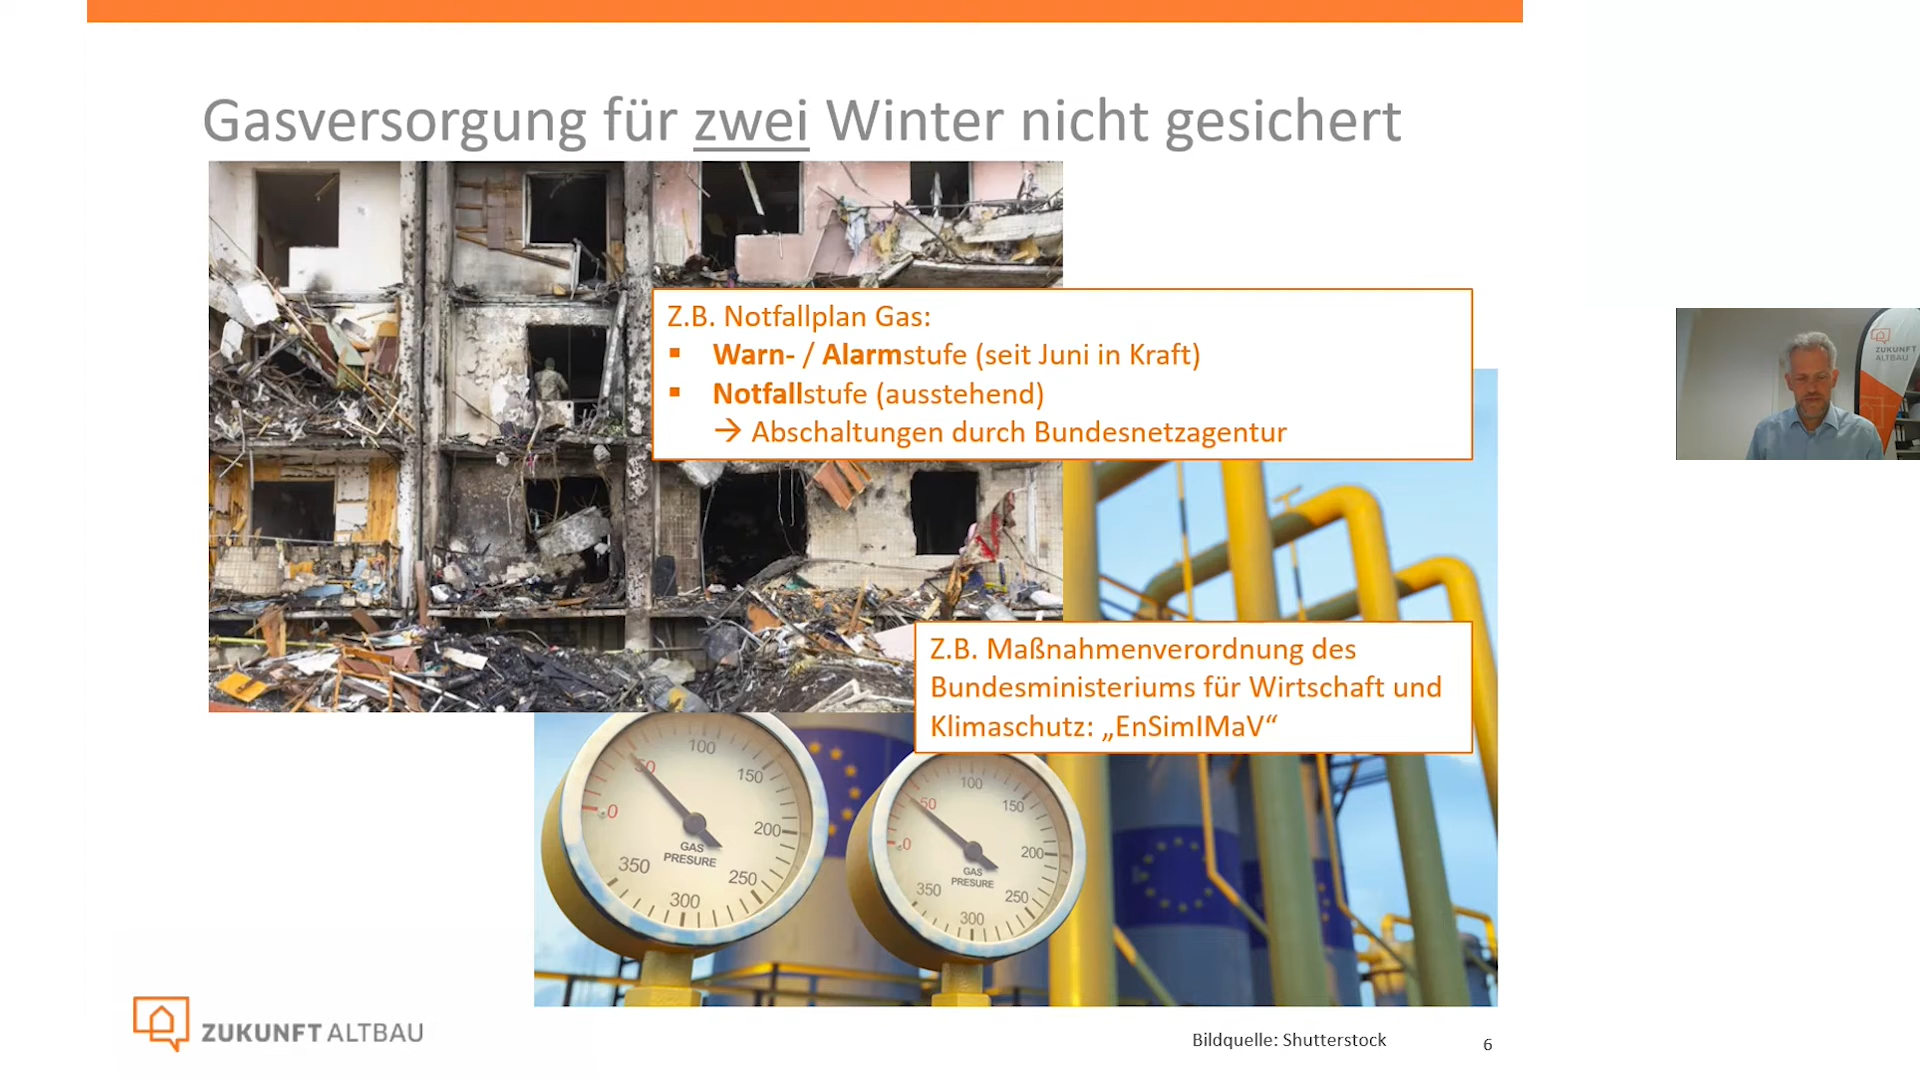 Gasversorgung für zwei Winter nicht gesichert
Z.B. Notfallplan Gas:
▪ Warn- / Alarmstufe (seit Juni in Kraft)
▪ Notfallstufe (ausstehend)
→ Abschaltungen durch Bundesnetzagentur
Z.B. Maßnahmenverordnung des
Bundesministeriums für Wirtschaft und
Klimaschutz: „EnSimIMaV“
0
50
100
150
200
250
300
350
GAS
PRESURE
0
50
100
150
200
250
300
350
GAS
PRESURE
ZUKUNFT
ALTBAU
ZUKUNFT ALTBAU
Bildquelle: Shutterstock
6